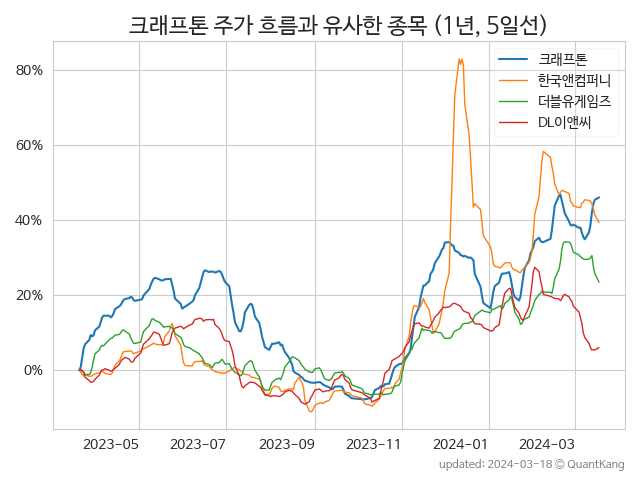 크래프톤 주가 흐름과 유사한 종목 (1년, 5일선)
크래프톤
한국앤컴퍼니
더블유게임즈
DL이앤씨
80%
60%
40%
20%
0%
2023-05 2023-07 2023-09 2023-11 2024-01 2024-03
updated: 2024-03-18 © QuantKang